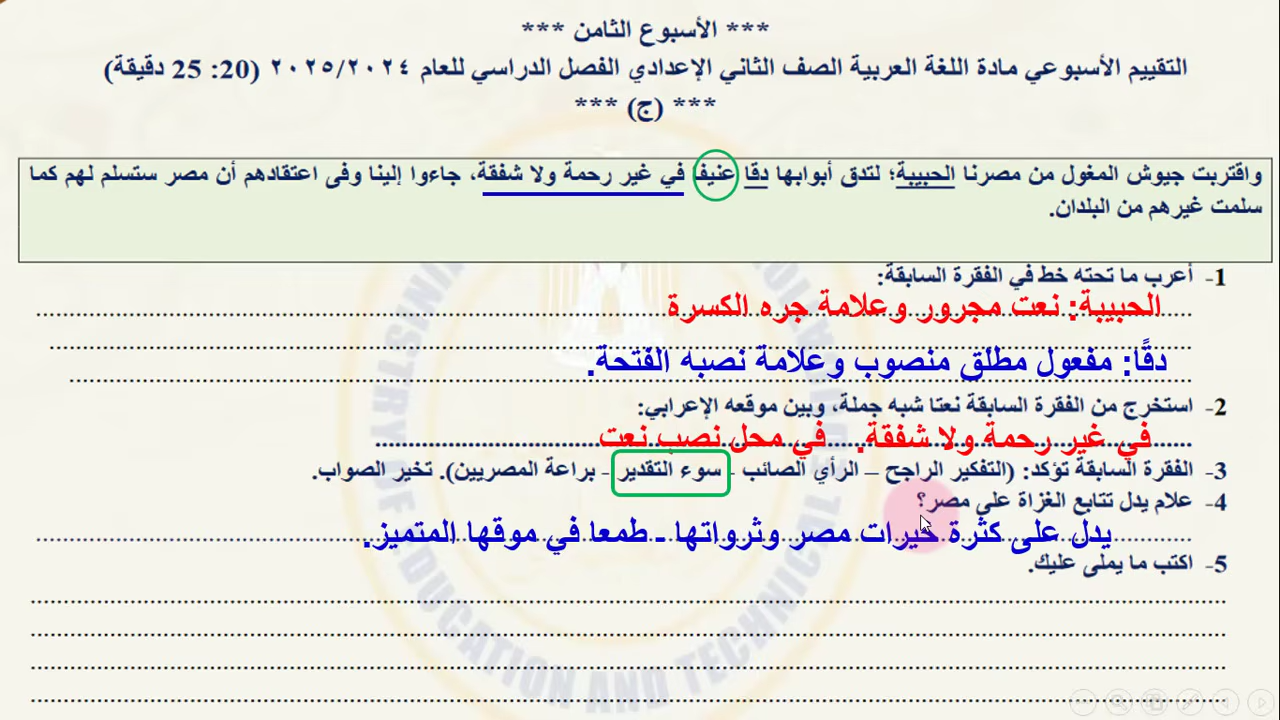 *** الأسبوع الثامن ***
التقييم الأسبوعي مادة اللغة العربية الصف الثاني الإعدادي الفصل الدراسي للعام ٢٠٢٥/٢٠٢٤ (20: 25 دقيقة)
*** (ج) ***
واقتربت جيوش المغول من مصرنا الحبيبة؛ لتدق أبوابها دقا عنيفا في غير رحمة ولا شفقة، جاءوا إلينا وفى اعتقادهم أن مصر ستسلم لهم كما
سلمت غيرهم من البلدان.
1- أعرب ما تحته خط في الفقرة السابقة:
الحبيبة: نعت مجرور وعلامة جره الكسرة
دقًا: مفعول مطلق منصوب وعلامة نصبه الفتحة.
2- استخرج من الفقرة السابقة نعتا شبه جملة، وبين موقعه الإعرابي:
في غير رحمة ولا شفقة. في محل نصب نعت
3- الفقرة السابقة تؤكد: (التفكير الراجح – الرأي الصائب - سوء التقدير - براعة المصريين). تخير الصواب.
4- علام يدل تتابع الغزاة على مصر؟
يدل على كثرة خيرات مصر وثرواتها - طمعا في موقها المتميز.
5- اكتب ما يملى عليك.
MINISTRY OF EDUCATION AND TECHNICAL